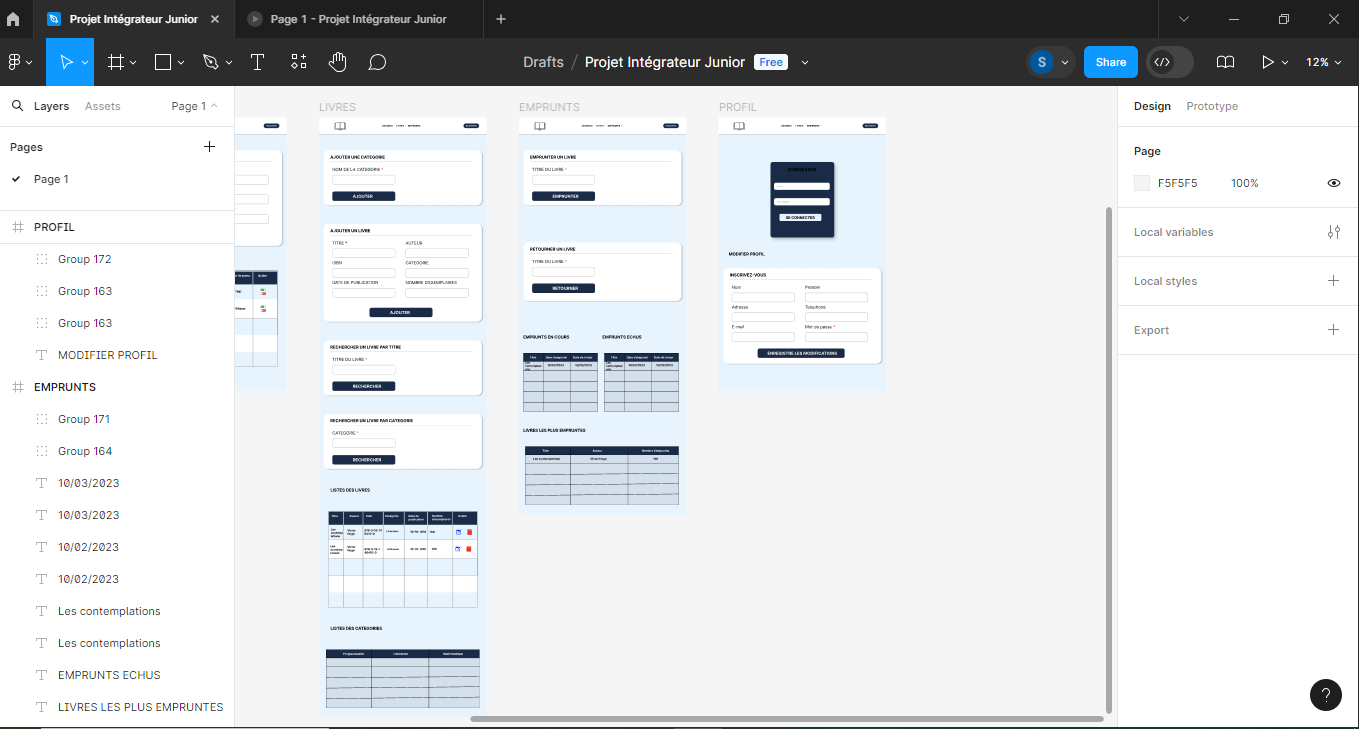 Projet Intégrateur Junior
Page 1 - Projet Intégrateur Junior
Drafts / Projet Intégrateur Junior Free
S
Share
12%
Layers Assets Page 1
Pages
Page 1
PROFIL
Group 172
Group 163
Group 163
MODIFIER PROFIL
EMPRUNTS
Group 171
Group 164
10/03/2023
10/03/2023
10/02/2023
10/02/2023
Les contemplations
Les contemplations
EMPRUNTS ECHUS
LIVRES LES PLUS EMPRUNTES
LIVRES
AJOUTER UNE CATEGORIE
NOM DE LA CATEGORIE *
AJOUTER
AJOUTER UN LIVRE
TITRE * AUTEUR
ISBN CATEGORIE
DATE DE PUBLICATION NOMBRE D'EXEMPLAIRES
AJOUTER
RECHERCHER UN LIVRE PAR TITRE
TITRE DU LIVRE *
RECHERCHER
RECHERCHER UN LIVRE PAR CATEGORIE
CATEGORIE *
RECHERCHER
LISTES DES LIVRES
LISTES DES CATEGORIES
EMPRUNTS
EMPRUNTER UN LIVRE
TITRE DU LIVRE *
EMPRUNTER
RETOURNER UN LIVRE
TITRE DU LIVRE *
RETOURNER
EMPRUNTS EN COURS EMPRUNTS ECHUS
LIVRES LES PLUS EMPRUNTES
PROFIL
CONNEXION
SE CONNECTER
MODIFIER PROFIL
INSCRIVEZ-VOUS
Nom Prenom
Adresse Telephone
E-mail Mot de passe *
ENREGISTRE LES MODIFICATIONS
Design Prototype
Page
F5F5F5 100%
Local variables
Local styles
Export
?